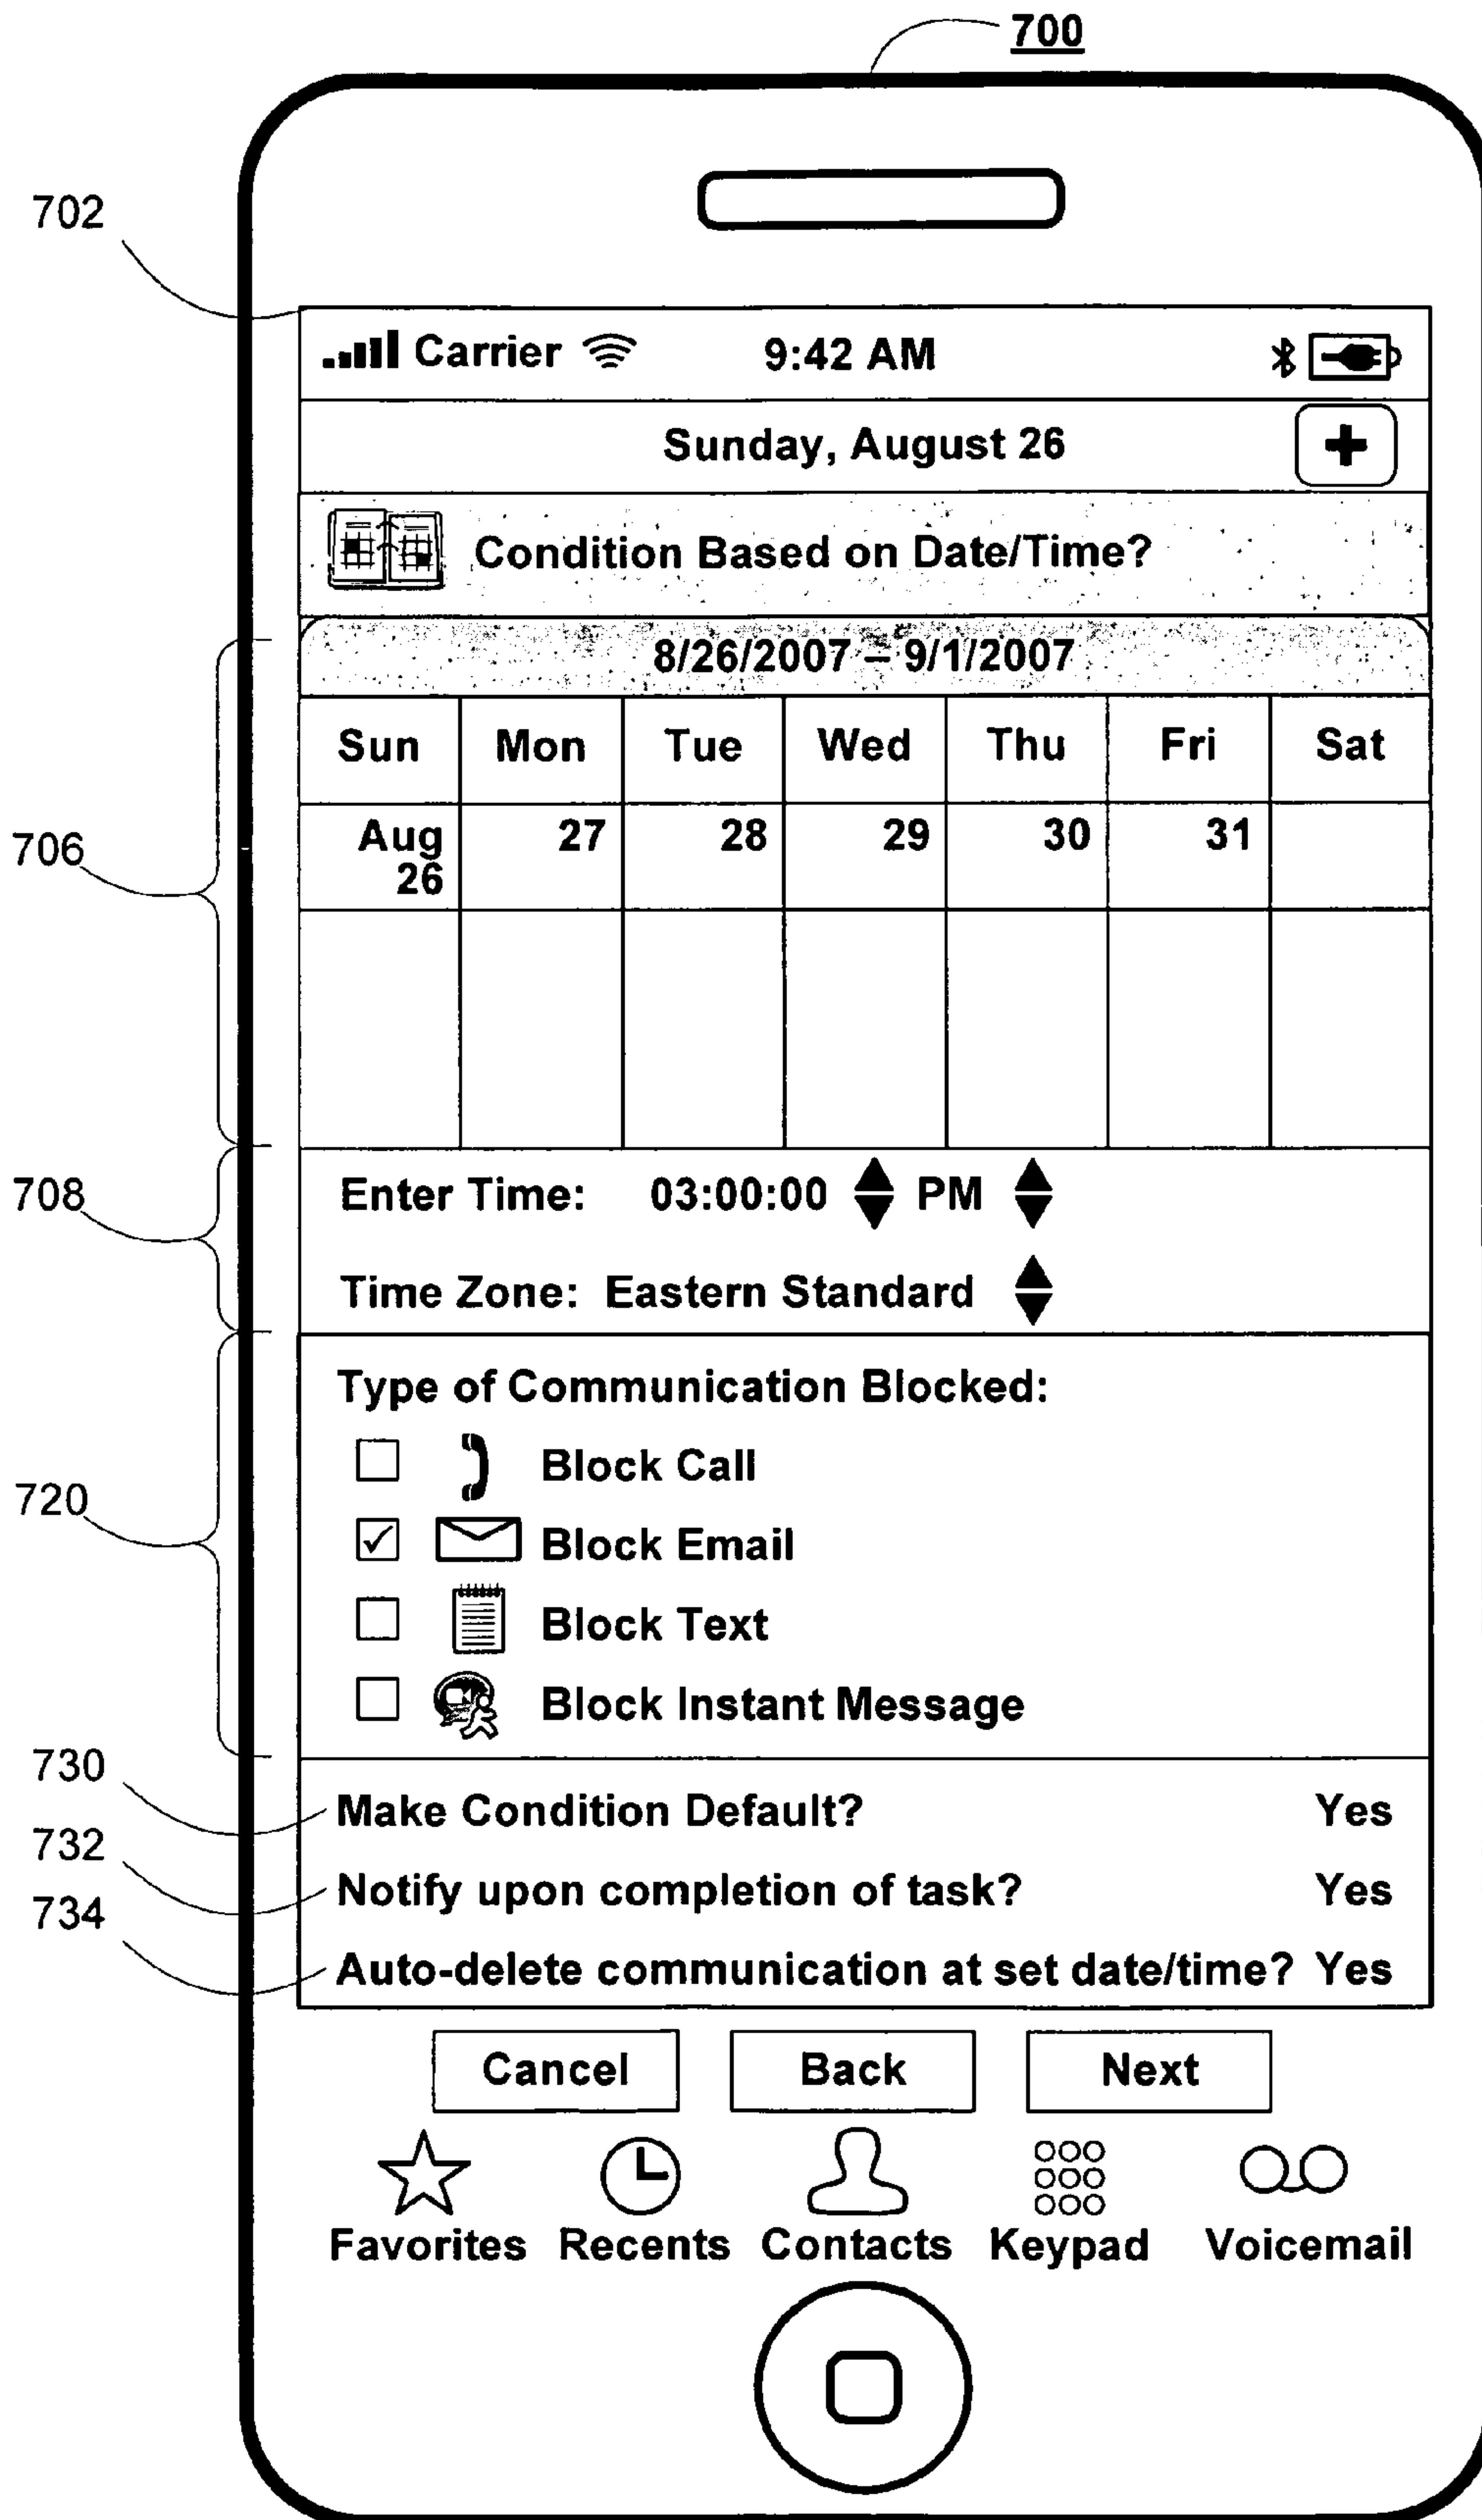 700
702
Carrier 9:42 AM
Sunday, August 26 +
Condition Based on Date/Time?
8/26/2007 – 9/1/2007
Sun Mon Tue Wed Thu Fri Sat
Aug 27 28 29 30 31
26
706
Enter Time: 03:00:00 PM
708
Time Zone: Eastern Standard
Type of Communication Blocked:
Block Call
720
Block Email
Block Text
Block Instant Message
730
Make Condition Default? Yes
732
Notify upon completion of task? Yes
734
Auto-delete communication at set date/time? Yes
Cancel Back Next
Favorites Recents Contacts Keypad Voicemail